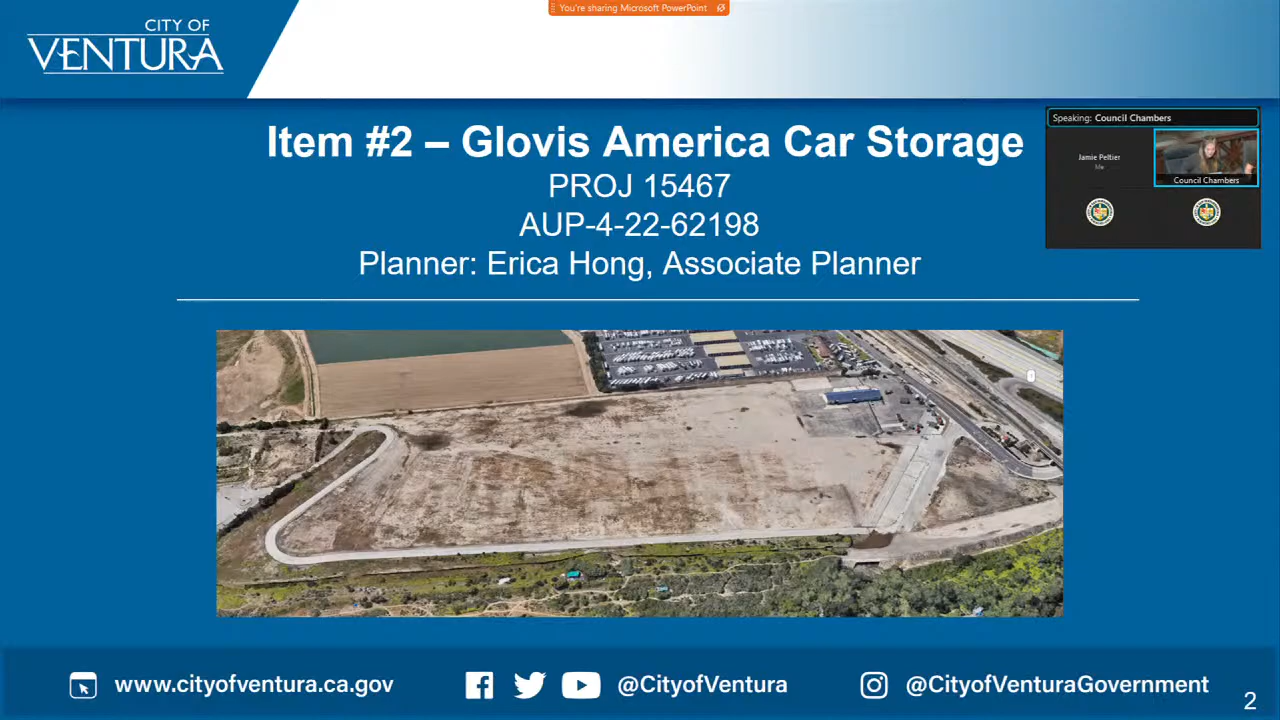 You're sharing Microsoft PowerPoint
CITY OF
VENTURA
Speaking: Council Chambers
Jamie Peltier
Me
Council Chambers
Item #2 – Glovis America Car Storage
PROJ 15467
AUP-4-22-62198
Planner: Erica Hong, Associate Planner
www.cityofventura.ca.gov
@CityofVentura
@CityofVenturaGovernment
2